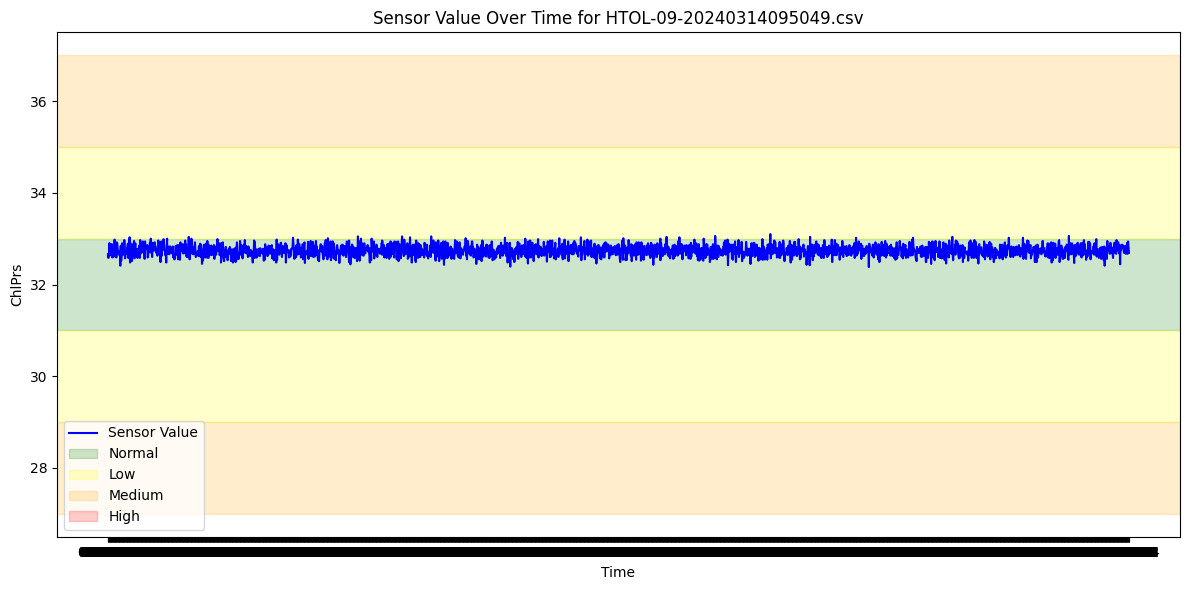 Sensor Value Over Time for HTOL-09-20240314095049.csv
36
34
32
30
28
ChlPrs
Sensor Value
Normal
Low
Medium
High
Time